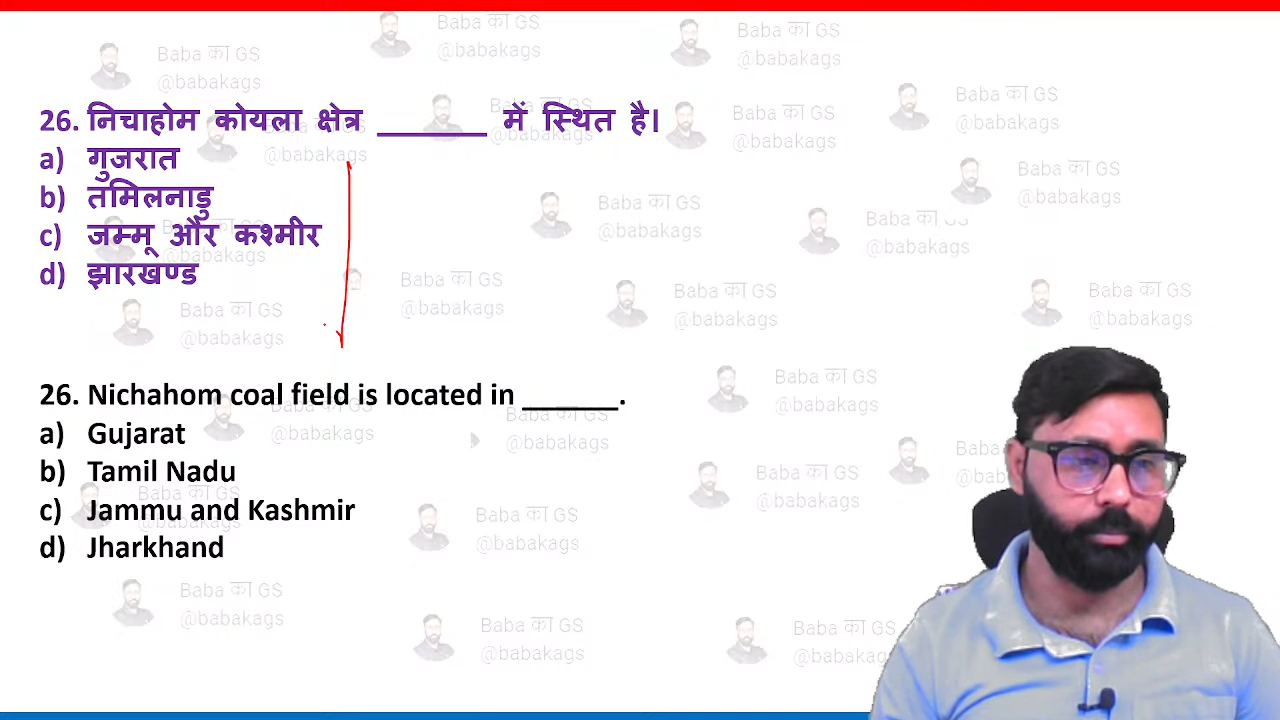 26. निचाहोम कोयला क्षेत्र _______ में स्थित है।
a) गुजरात
b) तमिलनाडु
c) जम्मू और कश्मीर
d) झारखण्ड
26. Nichahom coal field is located in ______.
a) Gujarat
b) Tamil Nadu
c) Jammu and Kashmir
d) Jharkhand
Baba का GS
@babakags